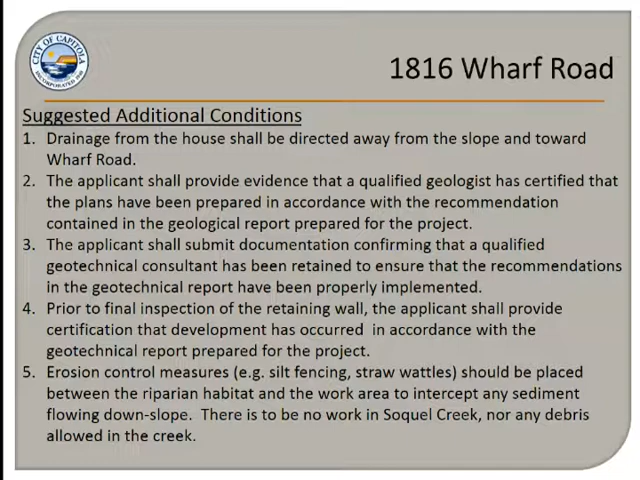 CITY OF CAPITOLA
INCORPORATED 1949
1816 Wharf Road
Suggested Additional Conditions
1. Drainage from the house shall be directed away from the slope and toward
Wharf Road.
2. The applicant shall provide evidence that a qualified geologist has certified that
the plans have been prepared in accordance with the recommendation
contained in the geological report prepared for the project.
3. The applicant shall submit documentation confirming that a qualified
geotechnical consultant has been retained to ensure that the recommendations
in the geotechnical report have been properly implemented.
4. Prior to final inspection of the retaining wall, the applicant shall provide
certification that development has occurred in accordance with the
geotechnical report prepared for the project.
5. Erosion control measures (e.g. silt fencing, straw wattles) should be placed
between the riparian habitat and the work area to intercept any sediment
flowing down-slope. There is to be no work in Soquel Creek, nor any debris
allowed in the creek.